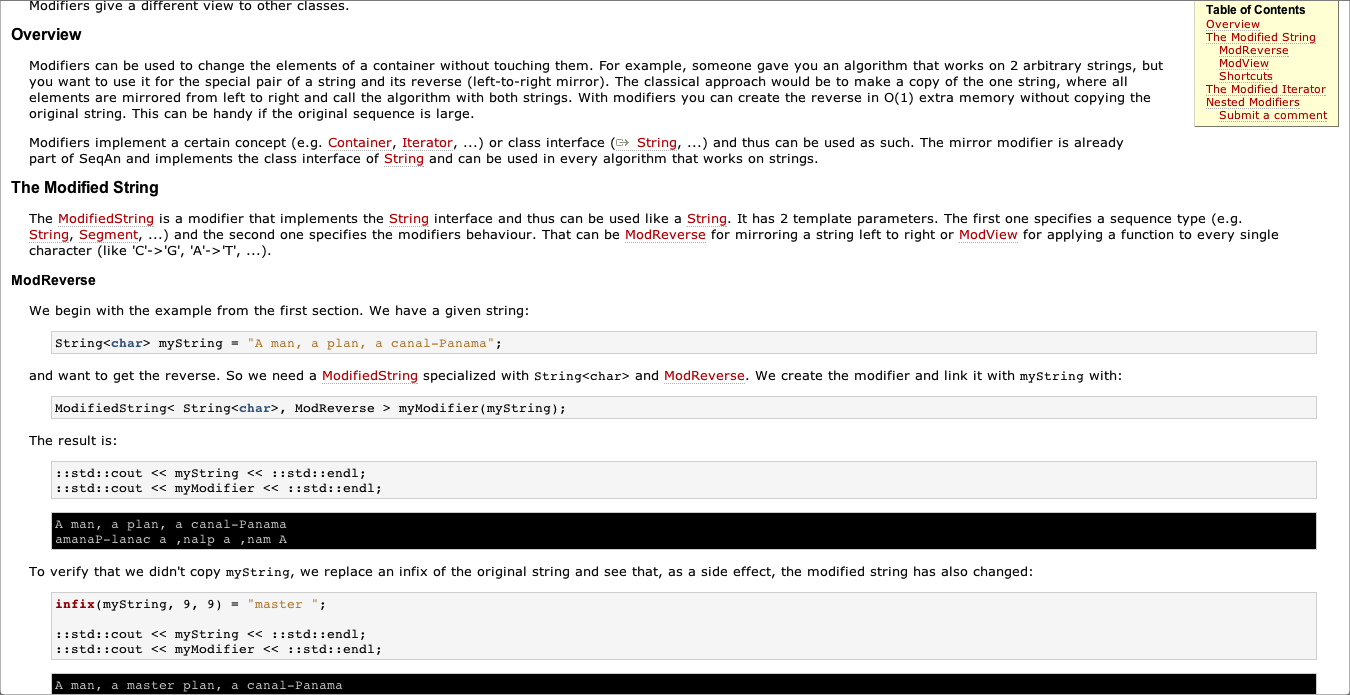 Modifiers give a different view to other classes.
Table of Contents
Overview
The Modified String
ModReverse
ModView
Shortcuts
The Modified Iterator
Nested Modifiers
Submit a comment
Overview
Modifiers can be used to change the elements of a container without touching them. For example, someone gave you an algorithm that works on 2 arbitrary strings, but
you want to use it for the special pair of a string and its reverse (left-to-right mirror). The classical approach would be to make a copy of the one string, where all
elements are mirrored from left to right and call the algorithm with both strings. With modifiers you can create the reverse in O(1) extra memory without copying the
original string. This can be handy if the original sequence is large.
Modifiers implement a certain concept (e.g. Container, Iterator, ...) or class interface (⇨ String, ...) and thus can be used as such. The mirror modifier is already
part of SeqAn and implements the class interface of String and can be used in every algorithm that works on strings.
The Modified String
The ModifiedString is a modifier that implements the String interface and thus can be used like a String. It has 2 template parameters. The first one specifies a sequence type (e.g.
String, Segment, ...) and the second one specifies the modifiers behaviour. That can be ModReverse for mirroring a string left to right or ModView for applying a function to every single
character (like 'C'->'G', 'A'->'T', ...).
ModReverse
We begin with the example from the first section. We have a given string:
String<char> myString = "A man, a plan, a canal-Panama";
and want to get the reverse. So we need a ModifiedString specialized with String<char> and ModReverse. We create the modifier and link it with myString with:
ModifiedString< String<char>, ModReverse > myModifier(myString);
The result is:
::std::cout << myString << ::std::endl;
::std::cout << myModifier << ::std::endl;
A man, a plan, a canal-Panama
amanaP-lanac a ,nalp a ,nam A
To verify that we didn't copy myString, we replace an infix of the original string and see that, as a side effect, the modified string has also changed:
infix(myString, 9, 9) = "master ";
::std::cout << myString << ::std::endl;
::std::cout << myModifier << ::std::endl;
A man, a master plan, a canal-Panama